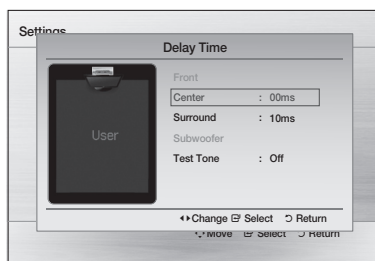 Settings
Delay Time
User
Front
Center : 00ms
Surround : 10ms
Subwoofer
Test Tone : Off
Change Select Return
Move Select Return